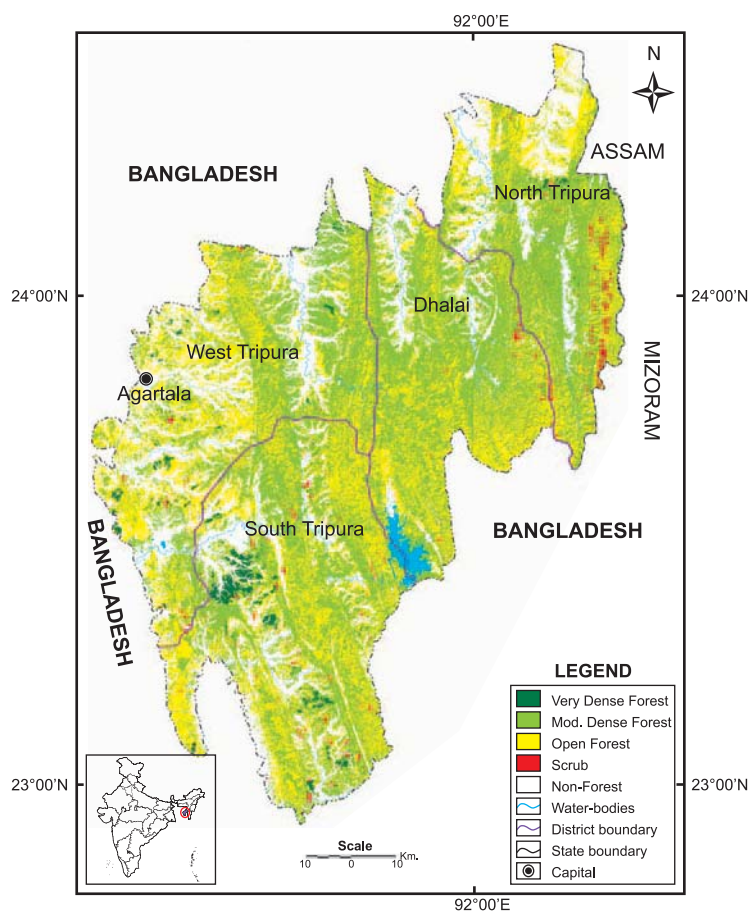 92°00'E
N
ASSAM
BANGLADESH
North Tripura
24°00'N
24°00'N
Dhalai
West Tripura
MIZORAM
Agartala
South Tripura
BANGLADESH
BANGLADESH
LEGEND
Very Dense Forest
Mod. Dense Forest
Open Forest
Scrub
Non-Forest
Water-bodies
District boundary
State boundary
Capital
23°00'N
23°00'N
Scale
10 0 10 Km.
92°00'E